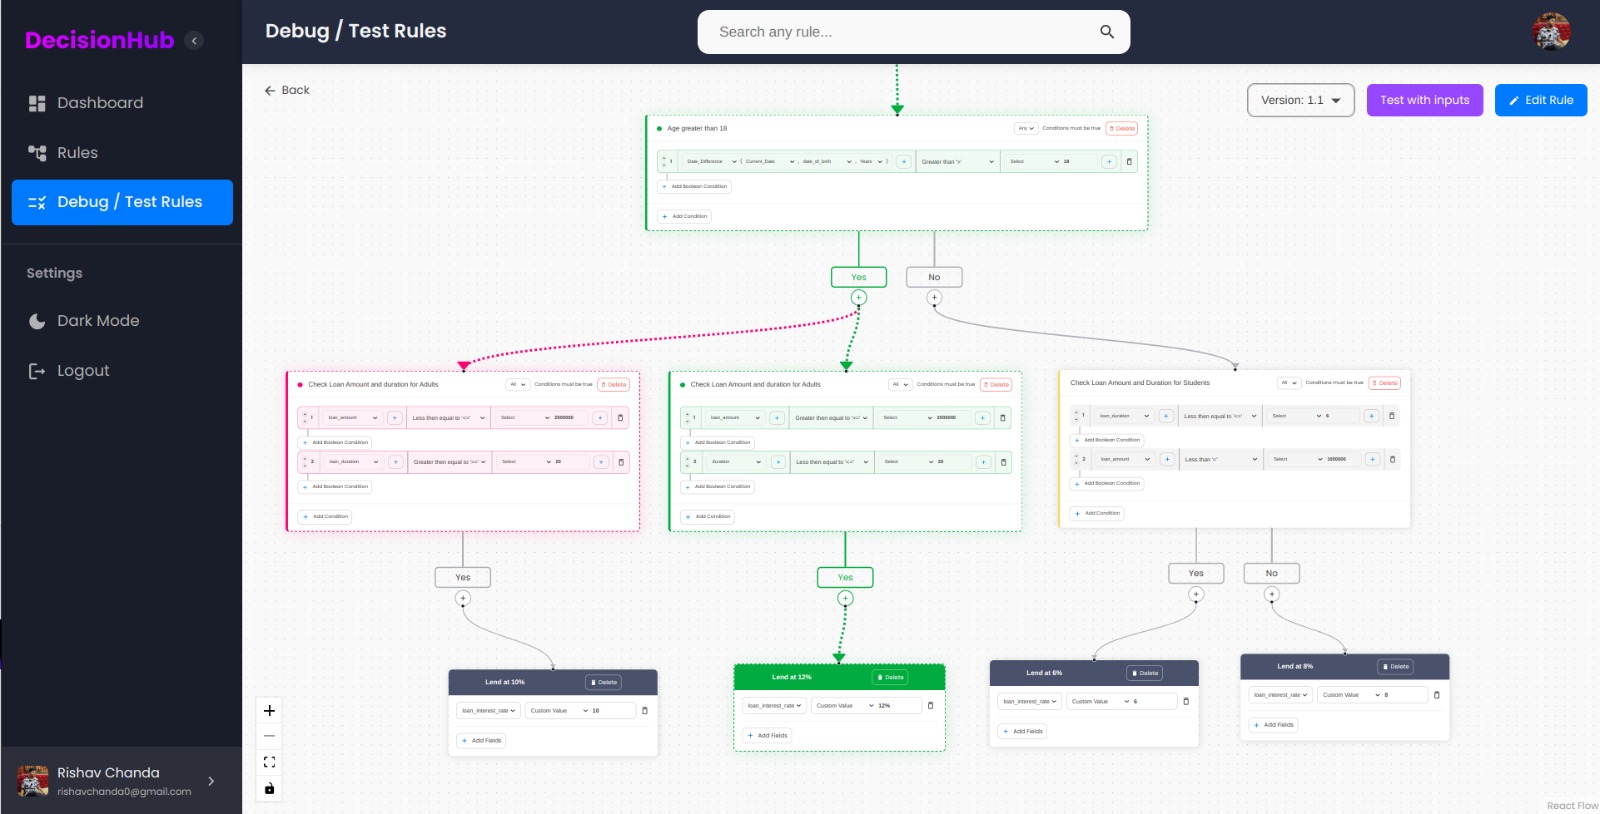 DecisionHub
Debug / Test Rules
Search any rule...
Dashboard
Rules
Debug / Test Rules
Settings
Dark Mode
Logout
Rishav Chanda
rishavchanda0@gmail.com
Back
Version: 1.1
Test with inputs
Edit Rule
Age greater than 18
Any
Conditions must be true
Delete
1 Date_Difference ( Current_Date , date_of_birth , Years ) + Greater than '>' Select 18 +
+ Add Boolean Condition
+ Add Condition
Yes
No
+
+
Check Loan Amount and duration for Adults All Conditions must be true Delete
1 loan_amount + Less then equal to '<=' Select +
+ Add Boolean Condition
2 loan_duration + Greater then equal to '>=' Select 20 +
+ Add Boolean Condition
+ Add Condition
Yes
+
Check Loan Amount and duration for Adults All Conditions must be true Delete
1 loan_amount + Greater then equal to Select +
+ Add Boolean Condition
2 duration + Less then equal to '<=' Select 20 +
+ Add Boolean Condition
+ Add Condition
Yes
+
Check Loan Amount and Duration for Students All Conditions must be true Delete
1 loan_duration + Less then equal to '<=' Select 6 +
+ Add Boolean Condition
2 loan_amount + Less than '<' Select +
+ Add Boolean Condition
+ Add Condition
Yes
No
+
+
Lend at 10% Delete
loan_interest_rate Custom Value 10
+ Add Fields
Lend at 12% Delete
loan_interest_rate Custom Value 12%
+ Add Fields
Lend at 6% Delete
loan_interest_rate Custom Value 6
+ Add Fields
Lend at 8% Delete
loan_interest_rate Custom Value 8
+ Add Fields
React Flow